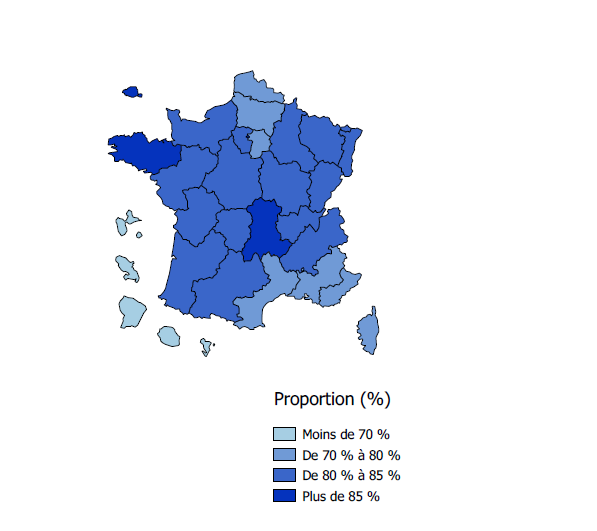 Proportion (%)
Moins de 70 %
De 70 % à 80 %
De 80 % à 85 %
Plus de 85 %